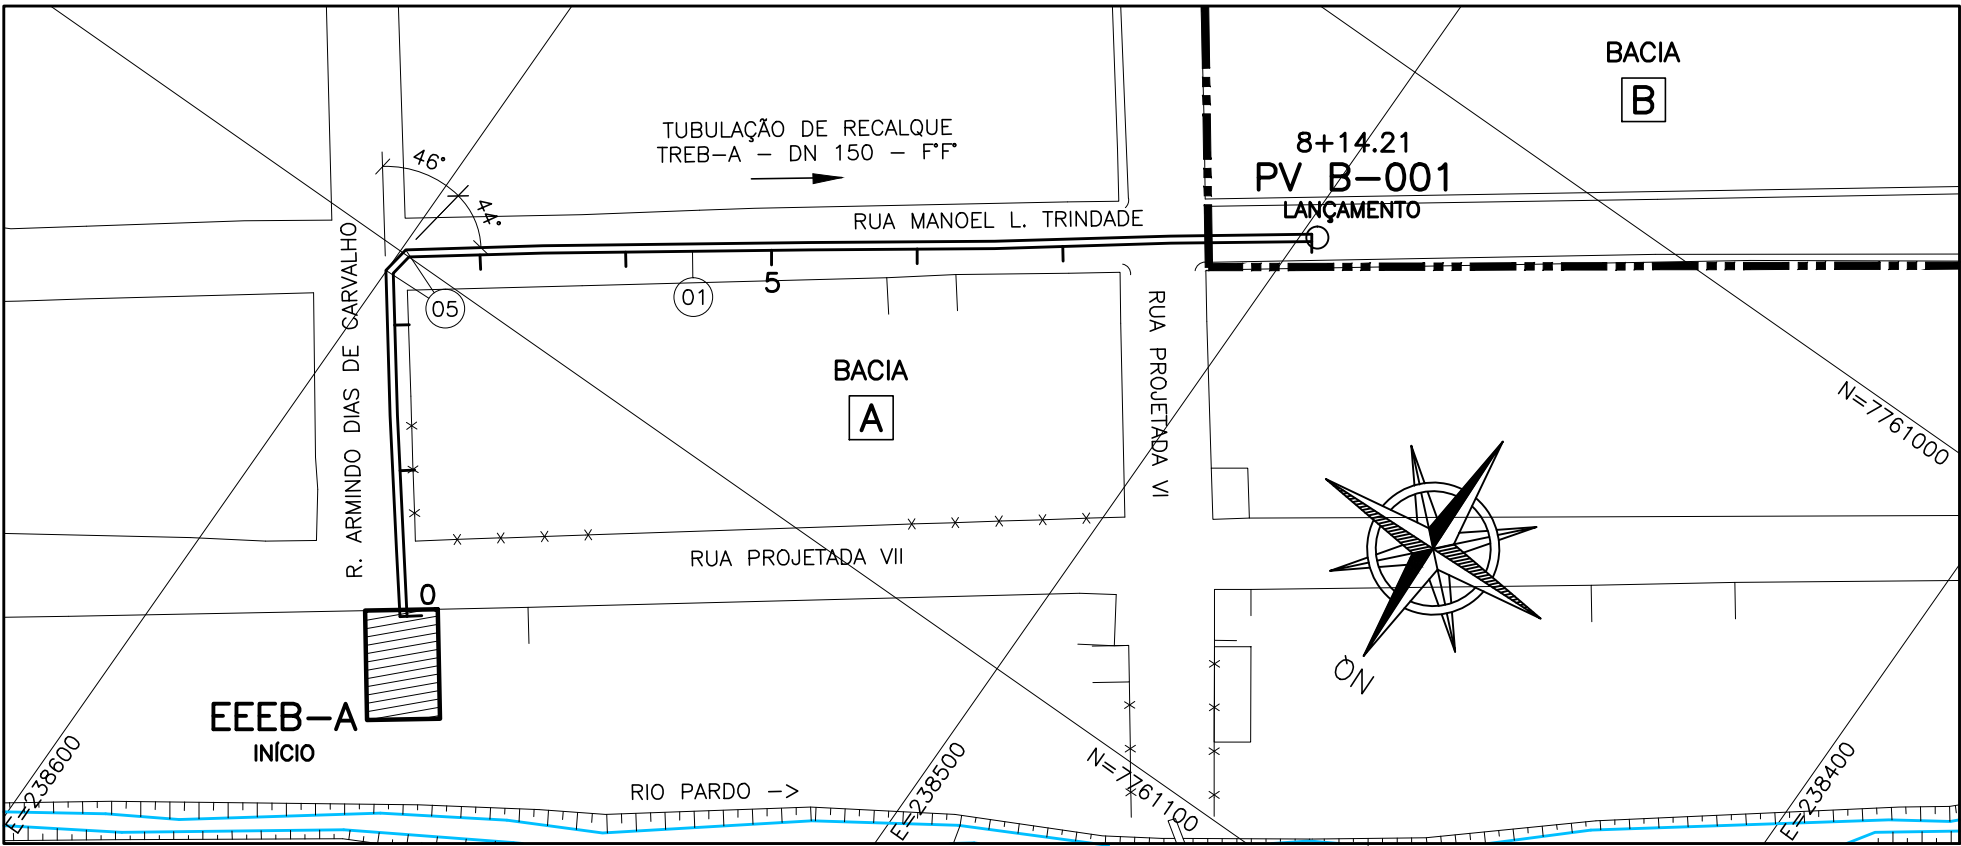 BACIA
B
TUBULAÇÃO DE RECALQUE
TREB-A - DN 150 - FºFº
8+14.21
PV B-001
LANÇAMENTO
46°
44°
RUA MANOEL L. TRINDADE
R. ARMINDO DIAS DE CARVALHO
05
01
5
RUA PROJETADA VI
BACIA
A
N=7761000
RUA PROJETADA VII
0
NQ
EEEB-A
INÍCIO
E=238600
E=238500
N=7761100
E=238400
RIO PARDO ->